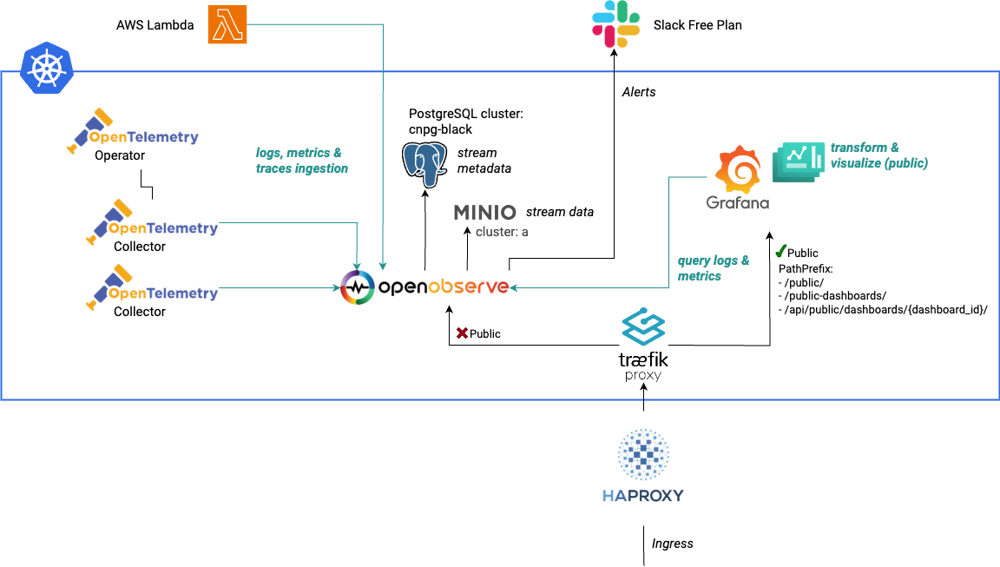 AWS Lambda
Slack Free Plan
Alerts
PostgreSQL cluster:
cnpg-black
stream
metadata
OpenTelemetry
Operator
logs, metrics &
traces ingestion
transform &
visualize (public)
Grafana
MINIO
stream data
cluster: a
OpenTelemetry
Collector
query logs &
metrics
Public
PathPrefix:
- /public/
- /public-dashboards/
- /api/public/dashboards/{dashboard_id}/
OpenTelemetry
Collector
openobserve
Public
træfik
proxy
HAPROXY
Ingress